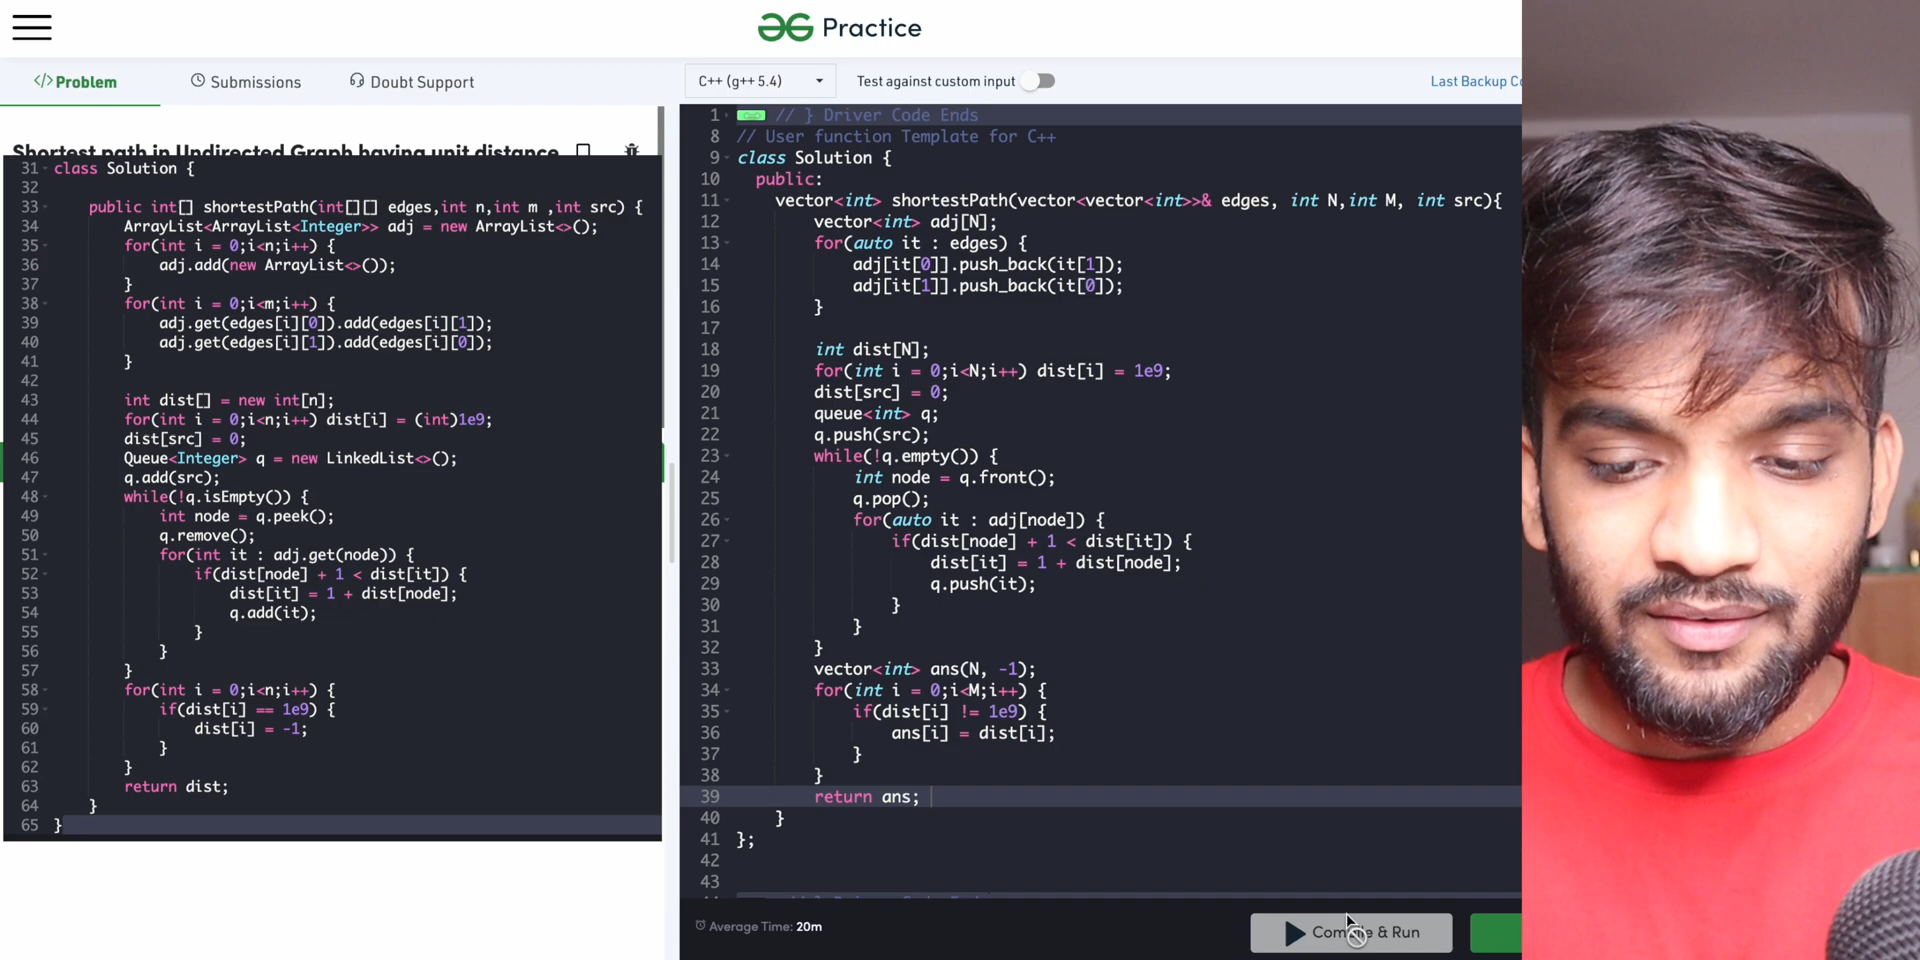 Practice
Problem
Submissions
Doubt Support
C++ (g++ 5.4)
Test against custom input
Last Backup Co
Shortest path in Undirected Graph having unit distance
31 class Solution {
32
33 public int[] shortestPath(int[][] edges,int n,int m ,int src) {
34 ArrayList<ArrayList<Integer>> adj = new ArrayList<>();
35 for(int i = 0;i<n;i++) {
36 adj.add(new ArrayList<>());
37 }
38 for(int i = 0;i<m;i++) {
39 adj.get(edges[i][0]).add(edges[i][1]);
40 adj.get(edges[i][1]).add(edges[i][0]);
41 }
42
43 int dist[] = new int[n];
44 for(int i = 0;i<n;i++) dist[i] = (int)1e9;
45 dist[src] = 0;
46 Queue<Integer> q = new LinkedList<>();
47 q.add(src);
48 while(!q.isEmpty()) {
49 int node = q.peek();
50 q.remove();
51 for(int it : adj.get(node)) {
52 if(dist[node] + 1 < dist[it]) {
53 dist[it] = 1 + dist[node];
54 q.add(it);
55 }
56 }
57 }
58 for(int i = 0;i<n;i++) {
59 if(dist[i] == 1e9) {
60 dist[i] = -1;
61 }
62 }
63 return dist;
64 }
65 }
1 // } Driver Code Ends
8 // User function Template for C++
9 class Solution {
10 public:
11 vector<int> shortestPath(vector<vector<int>>& edges, int N,int M, int src){
12 vector<int> adj[N];
13 for(auto it : edges) {
14 adj[it[0]].push_back(it[1]);
15 adj[it[1]].push_back(it[0]);
16 }
17
18 int dist[N];
19 for(int i = 0;i<N;i++) dist[i] = 1e9;
20 dist[src] = 0;
21 queue<int> q;
22 q.push(src);
23 while(!q.empty()) {
24 int node = q.front();
25 q.pop();
26 for(auto it : adj[node]) {
27 if(dist[node] + 1 < dist[it]) {
28 dist[it] = 1 + dist[node];
29 q.push(it);
30 }
31 }
32 }
33 vector<int> ans(N, -1);
34 for(int i = 0;i<M;i++) {
35 if(dist[i] != 1e9) {
36 ans[i] = dist[i];
37 }
38 }
39 return ans;
40 }
41 };
42
43
Average Time: 20m
Compile & Run